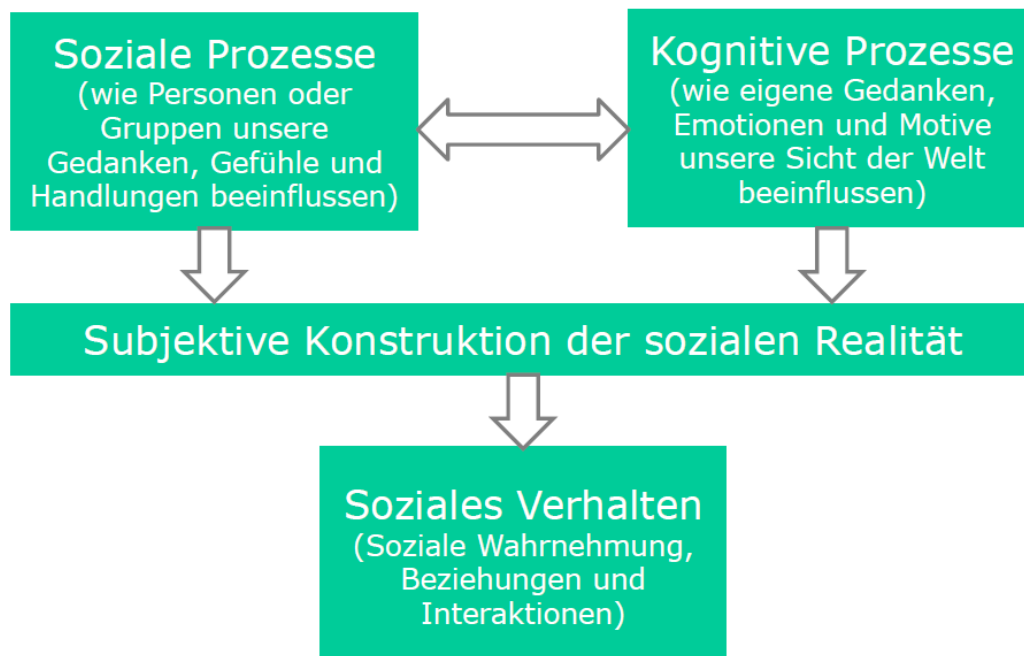 Soziale Prozesse
(wie Personen oder
Gruppen unsere
Gedanken, Gefühle und
Handlungen beeinflussen)
Kognitive Prozesse
(wie eigene Gedanken,
Emotionen und Motive
unsere Sicht der Welt
beeinflussen)
Subjektive Konstruktion der sozialen Realität
Soziales Verhalten
(Soziale Wahrnehmung,
Beziehungen und
Interaktionen)